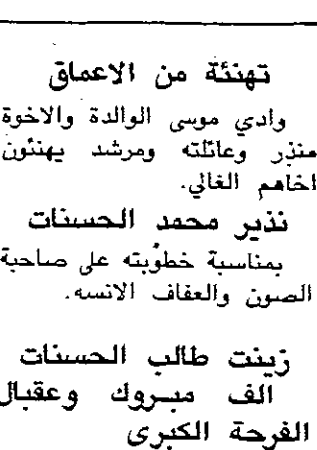 تهنئة من الاعماق
وادي موسى الوالدة والاخوة
منذر وعائلته ومرشد يهنئون
اخاهم الغالي.
نذير محمد الحسنات
بمناسبة خطوبته على صاحبة
الصون والعفاف الانسه.
زينت طالب الحسنات
الف مبروك وعقبال
الفرحة الكبرى